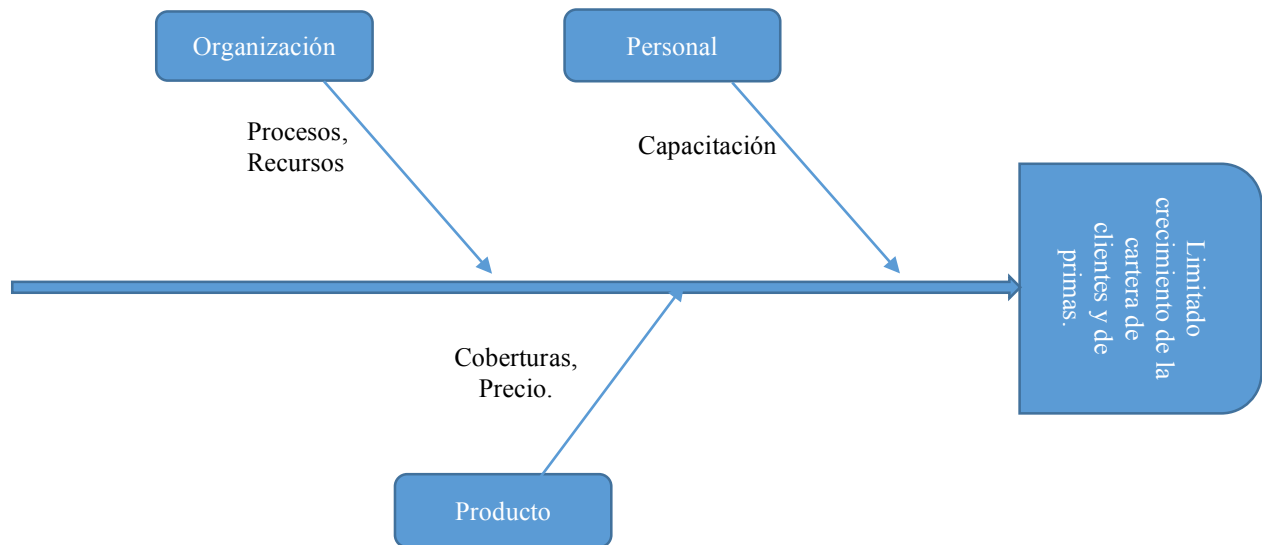 Organización
Personal
Procesos,
Recursos
Capacitación
Limitado
crecimiento de la
cartera de
clientes y de
primas.
Coberturas,
Precio.
Producto